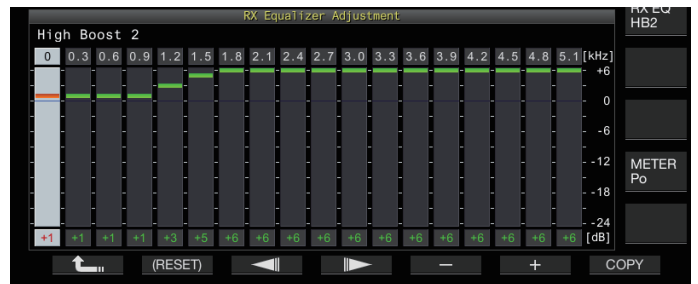 RX Equalizer Adjustment
RX EQ
HB2
High Boost 2
0 0.3 0.6 0.9 1.2 1.5 1.8 2.1 2.4 2.7 3.0 3.3 3.6 3.9 4.2 4.5 4.8 5.1 [kHz]
+6
0
-6
-12
-18
-24
METER
Po
+1 +1 +1 +1 +3 +5 +6 +6 +6 +6 +6 +6 +6 +6 +6 +6 +6 +6 [dB]
(RESET) − + COPY